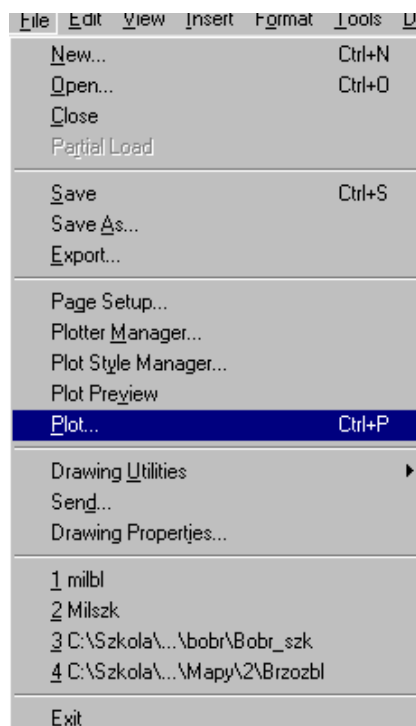 File Edit View Insert Format Tools D
New... Ctrl+N
Open... Ctrl+O
Close
Partial Load
Save Ctrl+S
Save As...
Export...
Page Setup...
Plotter Manager...
Plot Style Manager...
Plot Preview
Plot... Ctrl+P
Drawing Utilities
Send...
Drawing Properties...
1 milbl
2 Milszk
3 C:\Szkola\...\bobr\Bobr_szk
4 C:\Szkola\...\Mapy\2\Brzozbl
Exit